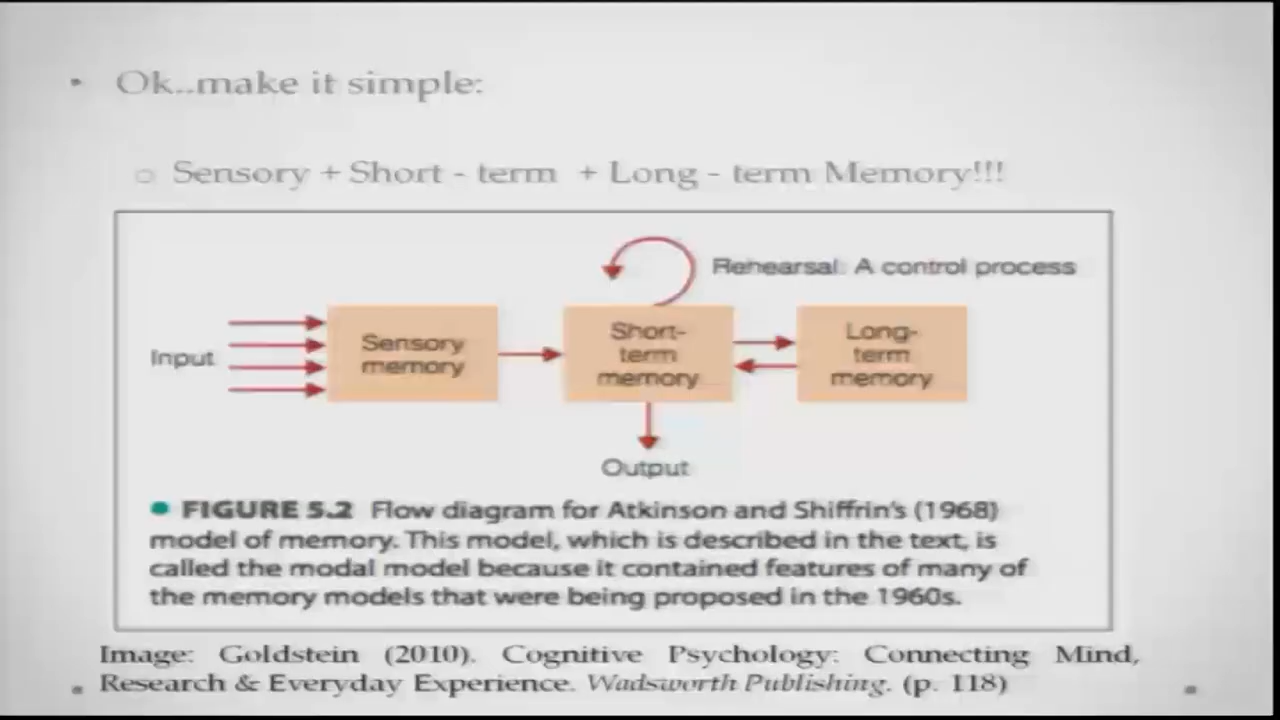 • Ok..make it simple:
o Sensory + Short - term + Long - term Memory!!!
Rehearsal: A control process
Input
Sensory
memory
Short-
term
memory
Long-
term
memory
Output
• FIGURE 5.2 Flow diagram for Atkinson and Shiffrin's (1968)
model of memory. This model, which is described in the text, is
called the modal model because it contained features of many of
the memory models that were being proposed in the 1960s.
Image: Goldstein (2010). Cognitive Psychology: Connecting Mind,
Research & Everyday Experience. Wadsworth Publishing. (p. 118)